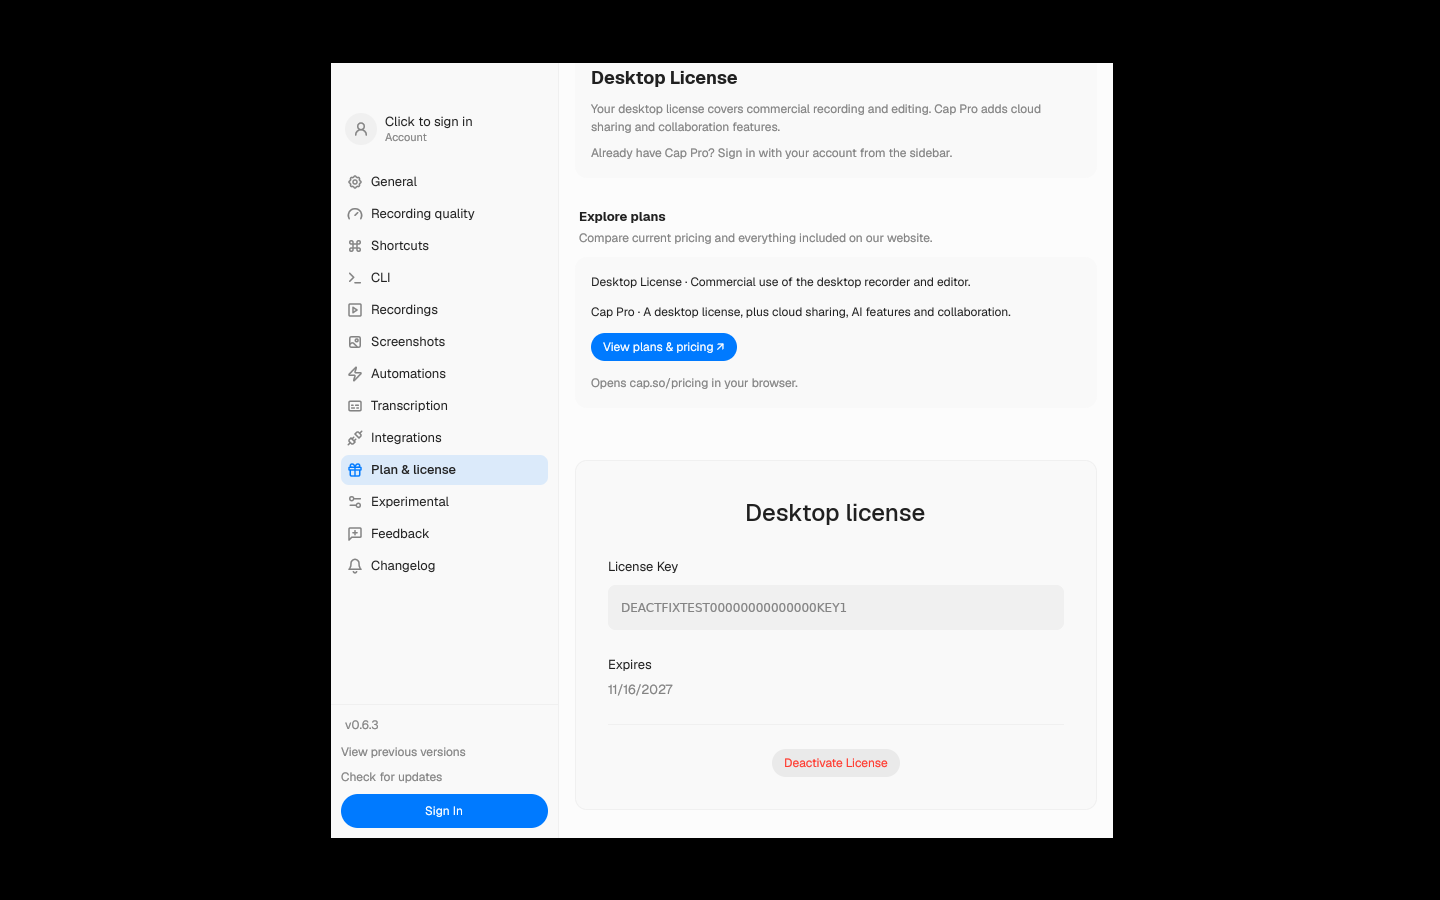 Click to sign in
Account
General
Recording quality
Shortcuts
CLI
Recordings
Screenshots
Automations
Transcription
Integrations
Plan & license
Experimental
Feedback
Changelog
v0.6.3
View previous versions
Check for updates
Sign In
Desktop License
Your desktop license covers commercial recording and editing. Cap Pro adds cloud
sharing and collaboration features.
Already have Cap Pro? Sign in with your account from the sidebar.
Explore plans
Compare current pricing and everything included on our website.
Desktop License · Commercial use of the desktop recorder and editor.
Cap Pro · A desktop license, plus cloud sharing, AI features and collaboration.
View plans & pricing ↗
Opens cap.so/pricing in your browser.
Desktop license
License Key
DEACTFIXTEST00000000000000KEY1
Expires
11/16/2027
Deactivate License